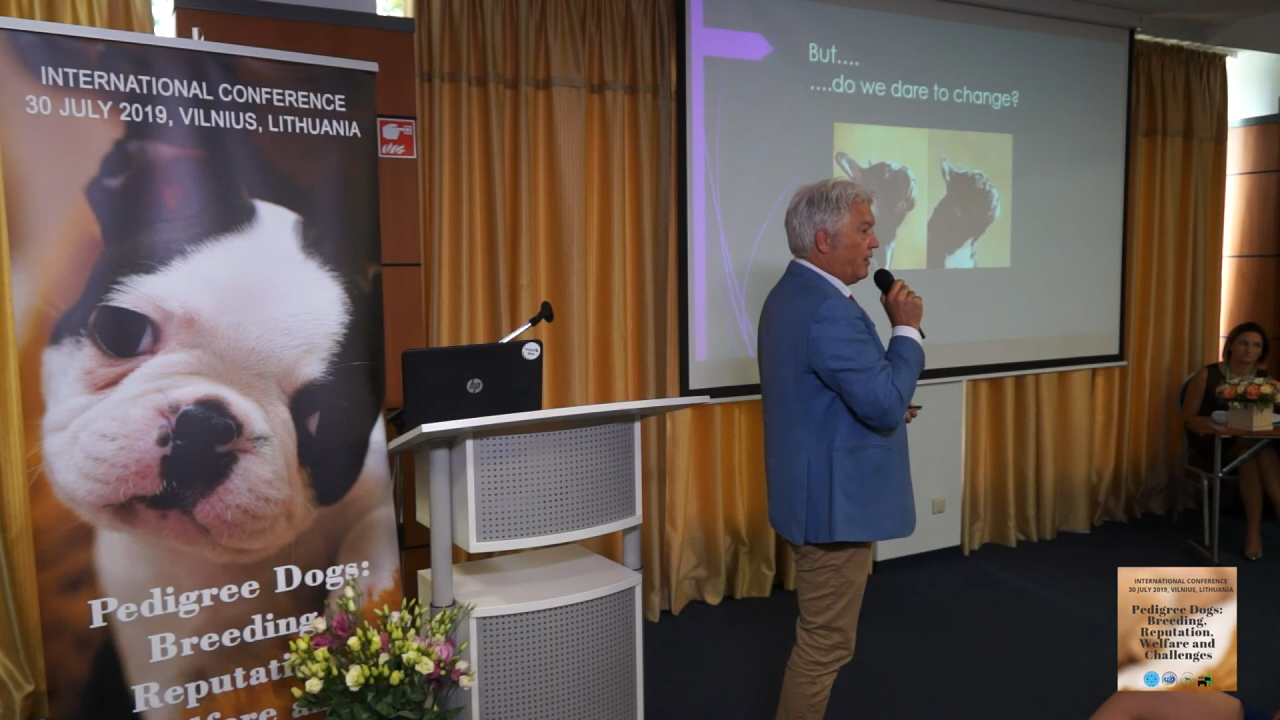 INTERNATIONAL CONFERENCE
30 JULY 2019, VILNIUS, LITHUANIA
Pedigree Dogs:
Breeding,
But....
....do we dare to change?
hp
INTERNATIONAL CONFERENCE
30 JULY 2019, VILNIUS, LITHUANIA
Pedigree Dogs:
Breeding,
Reputation,
Welfare and
Challenges